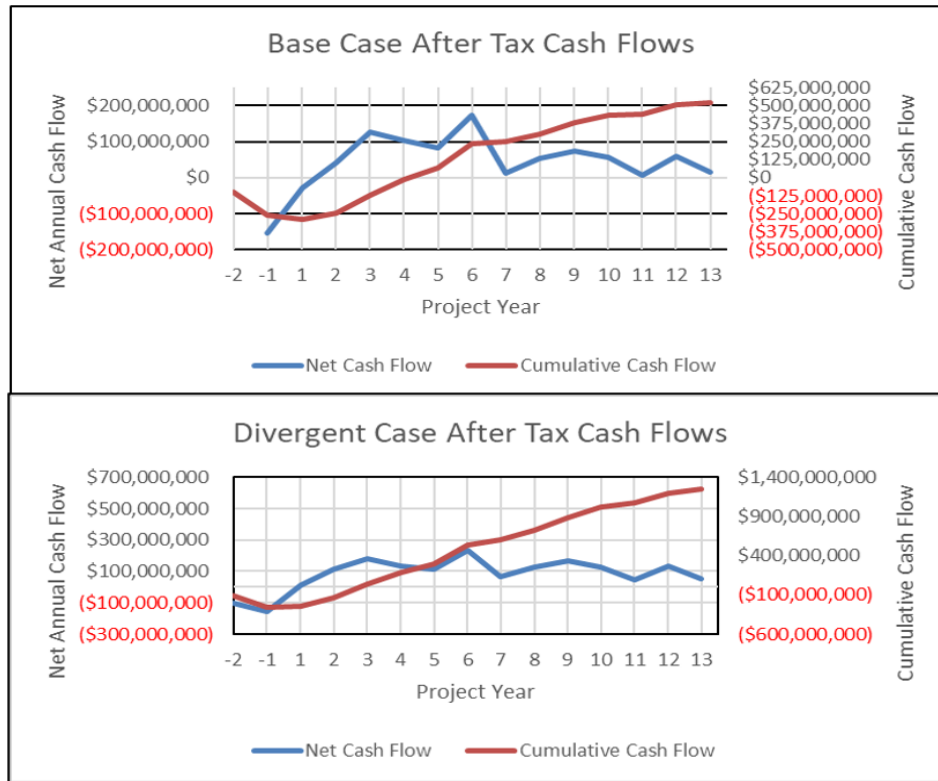 Base Case After Tax Cash Flows
Net Annual Cash Flow
$200,000,000
$100,000,000
$0
($100,000,000)
($200,000,000)
$625,000,000
$500,000,000
$375,000,000
$250,000,000
$125,000,000
$0
($125,000,000)
($250,000,000)
($375,000,000)
($500,000,000)
Cumulative Cash Flow
-2 -1 1 2 3 4 5 6 7 8 9 10 11 12 13
Project Year
Net Cash Flow Cumulative Cash Flow
Divergent Case After Tax Cash Flows
Net Annual Cash Flow
$700,000,000
$500,000,000
$300,000,000
$100,000,000
($100,000,000)
($300,000,000)
$1,400,000,000
$900,000,000
$400,000,000
($100,000,000)
($600,000,000)
Cumulative Cash Flow
-2 -1 1 2 3 4 5 6 7 8 9 10 11 12 13
Project Year
Net Cash Flow Cumulative Cash Flow